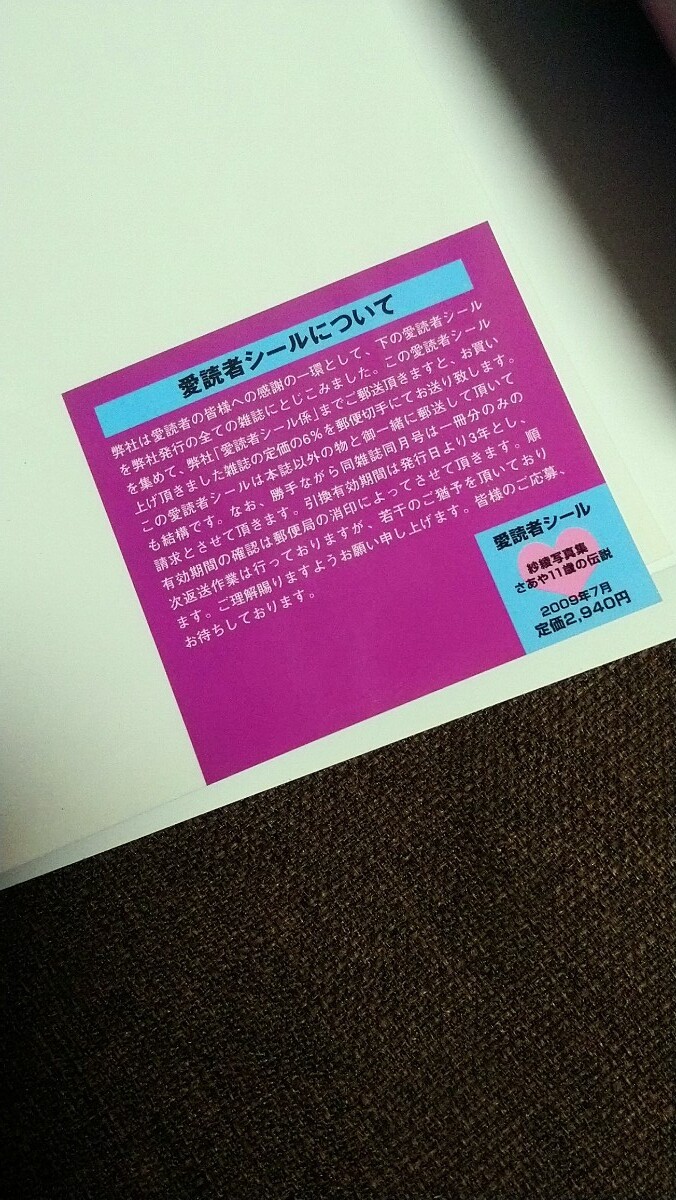 愛読者シールについて
弊社は愛読者の皆様への感謝の一環として、下の愛読者シール
を弊社発行の全ての雑誌にとじこみました。この愛読者シール
を集めて、弊社「愛読者シール係」までご郵送頂きますと、お買い
上げ頂きました雑誌の定価の6%を郵便切手にてお送り致します。
この愛読者シールは本誌以外の物と御一緒に郵送して頂いて
も結構です。なお、勝手ながら同雑誌同月号は一冊分のみの
請求とさせて頂きます。引換有効期間は発行日より3年とし、
有効期間の確認は郵便局の消印によってさせて頂きます。順
次返送作業は行っておりますが、若干のご猶予を頂いており
ます。ご理解賜りますようお願い申し上げます。皆様のご応募、
お待ちしております。
愛読者シール
紗綾写真集
さあや11歳の伝説
2009年7月
定価2,940円